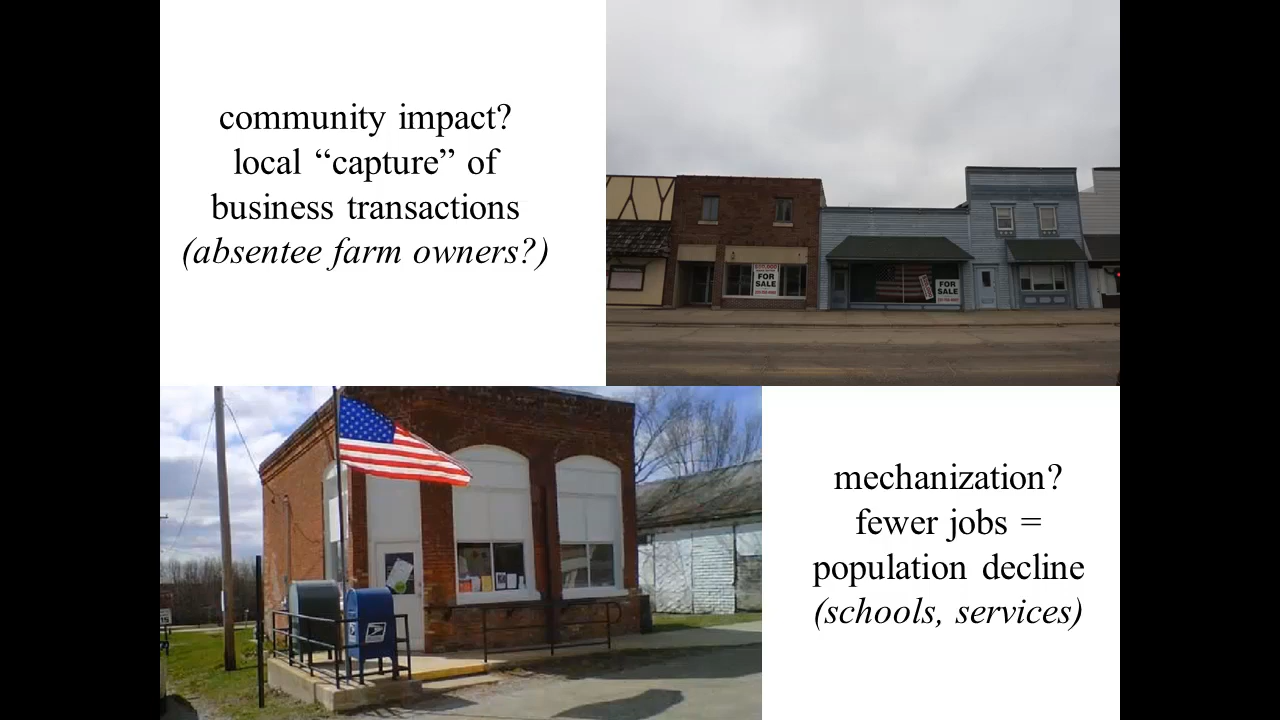 community impact?
local “capture” of
business transactions
(absentee farm owners?)
FOR
SALE
FOR
SALE
mechanization?
fewer jobs =
population decline
(schools, services)